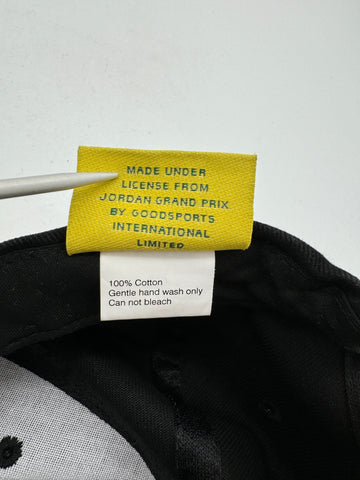 MADE UNDER
LICENSE FROM
JORDAN GRAND PRIX
BY GOODSPORTS
INTERNATIONAL
LIMITED
100% Cotton
Gentle hand wash only
Can not bleach